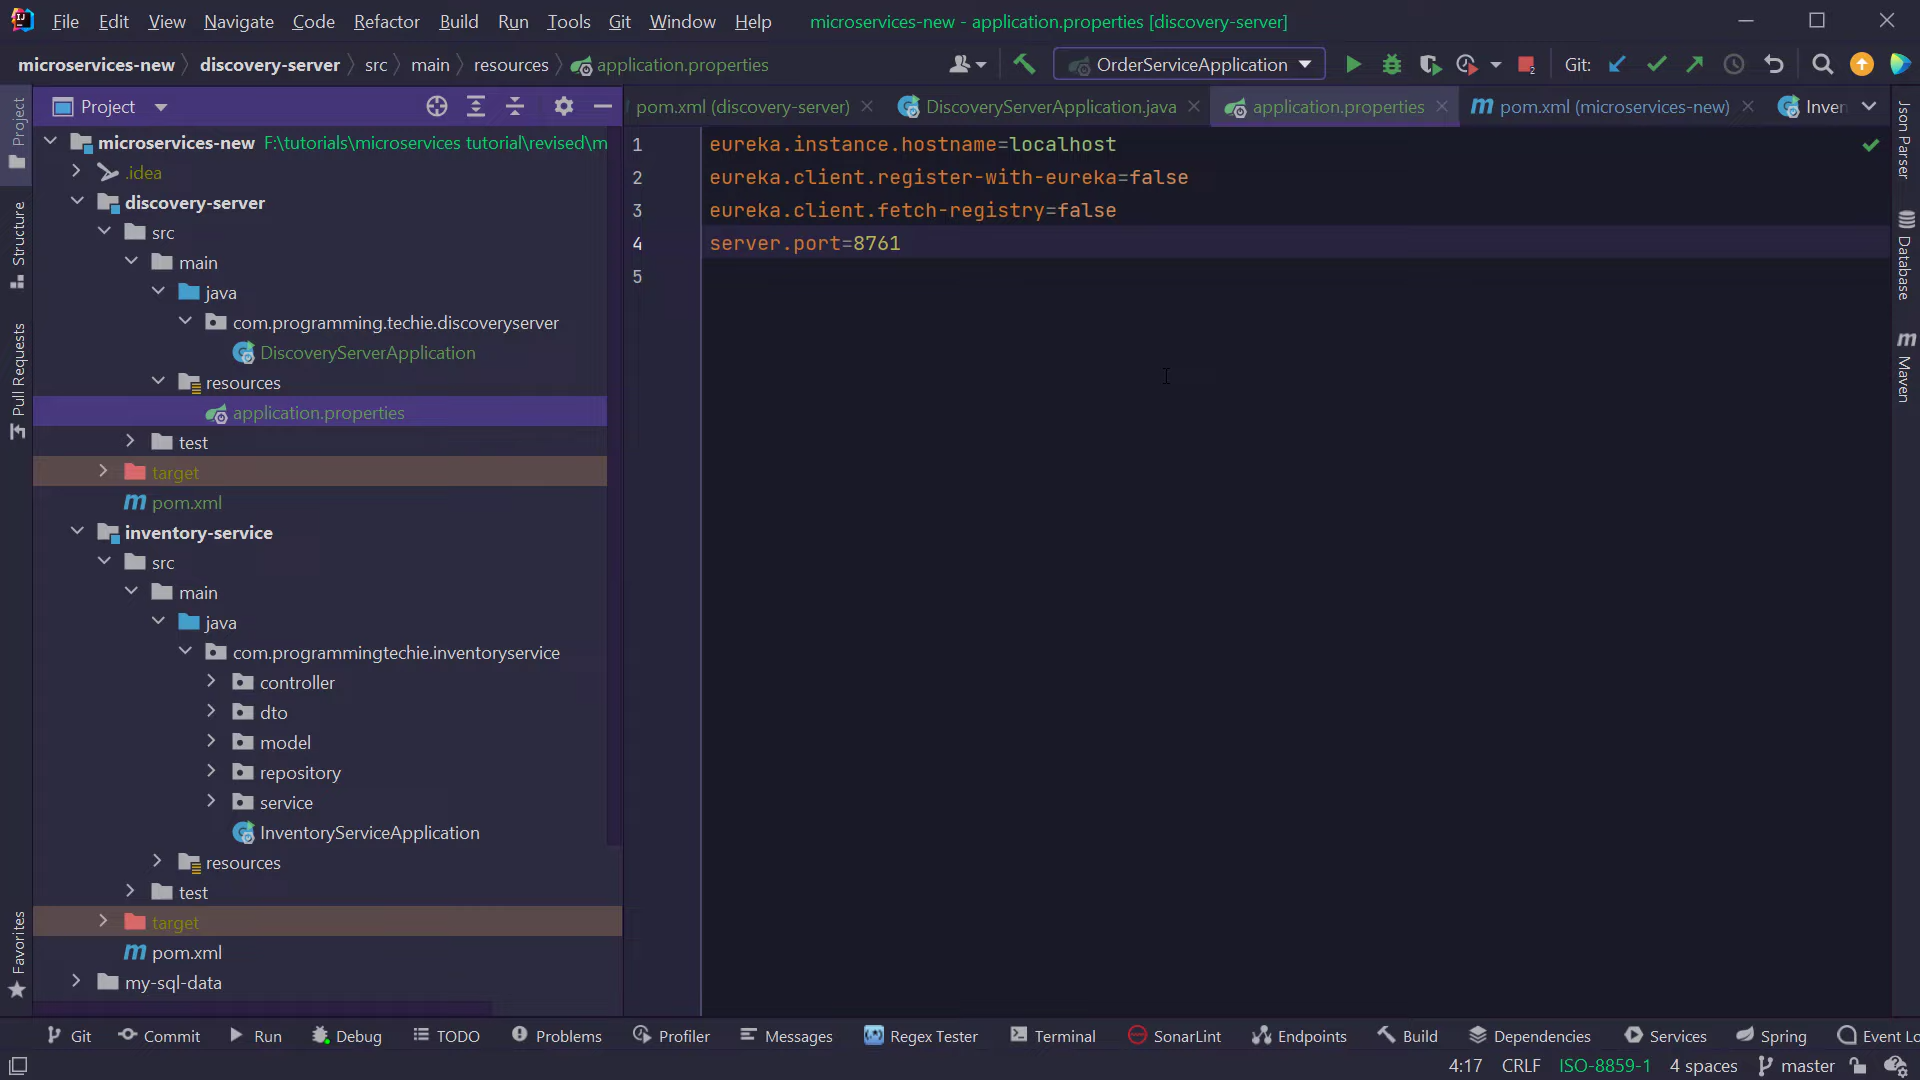 File Edit View Navigate Code Refactor Build Run Tools Git Window Help microservices-new - application.properties [discovery-server]
microservices-new discovery-server src main resources application.properties OrderServiceApplication Git:
Project pom.xml (discovery-server) DiscoveryServerApplication.java application.properties pom.xml (microservices-new) Inven
microservices-new F:\tutorials\microservices tutorial\revised\m
.idea
discovery-server
src
main
java
com.programming.techie.discoveryserver
DiscoveryServerApplication
resources
application.properties
test
target
pom.xml
inventory-service
src
main
java
com.programmingtechie.inventoryservice
controller
dto
model
repository
service
InventoryServiceApplication
resources
test
target
pom.xml
my-sql-data
1 eureka.instance.hostname=localhost
2 eureka.client.register-with-eureka=false
3 eureka.client.fetch-registry=false
4 server.port=8761
5
Project
Structure
Pull Requests
Favorites
Json Parser
Database
Maven
m
Git Commit Run Debug TODO Problems Profiler Messages Regex Tester Terminal SonarLint Endpoints Build Dependencies Services Spring Event Lo
4:17 CRLF ISO-8859-1 4 spaces master